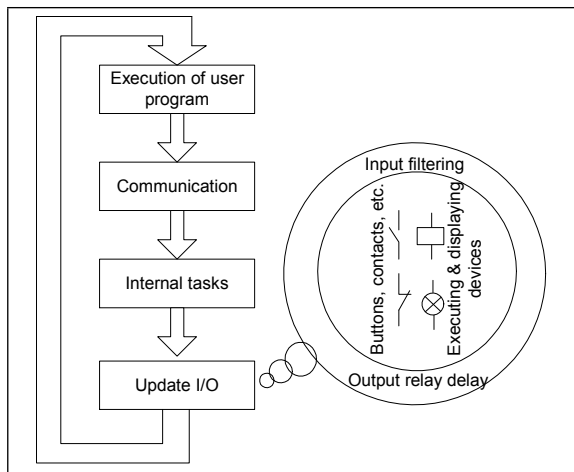 Execution of user
program
Communication
Internal tasks
Update I/O
Input filtering
Buttons, contacts, etc.
Executing & displaying
devices
Output relay delay